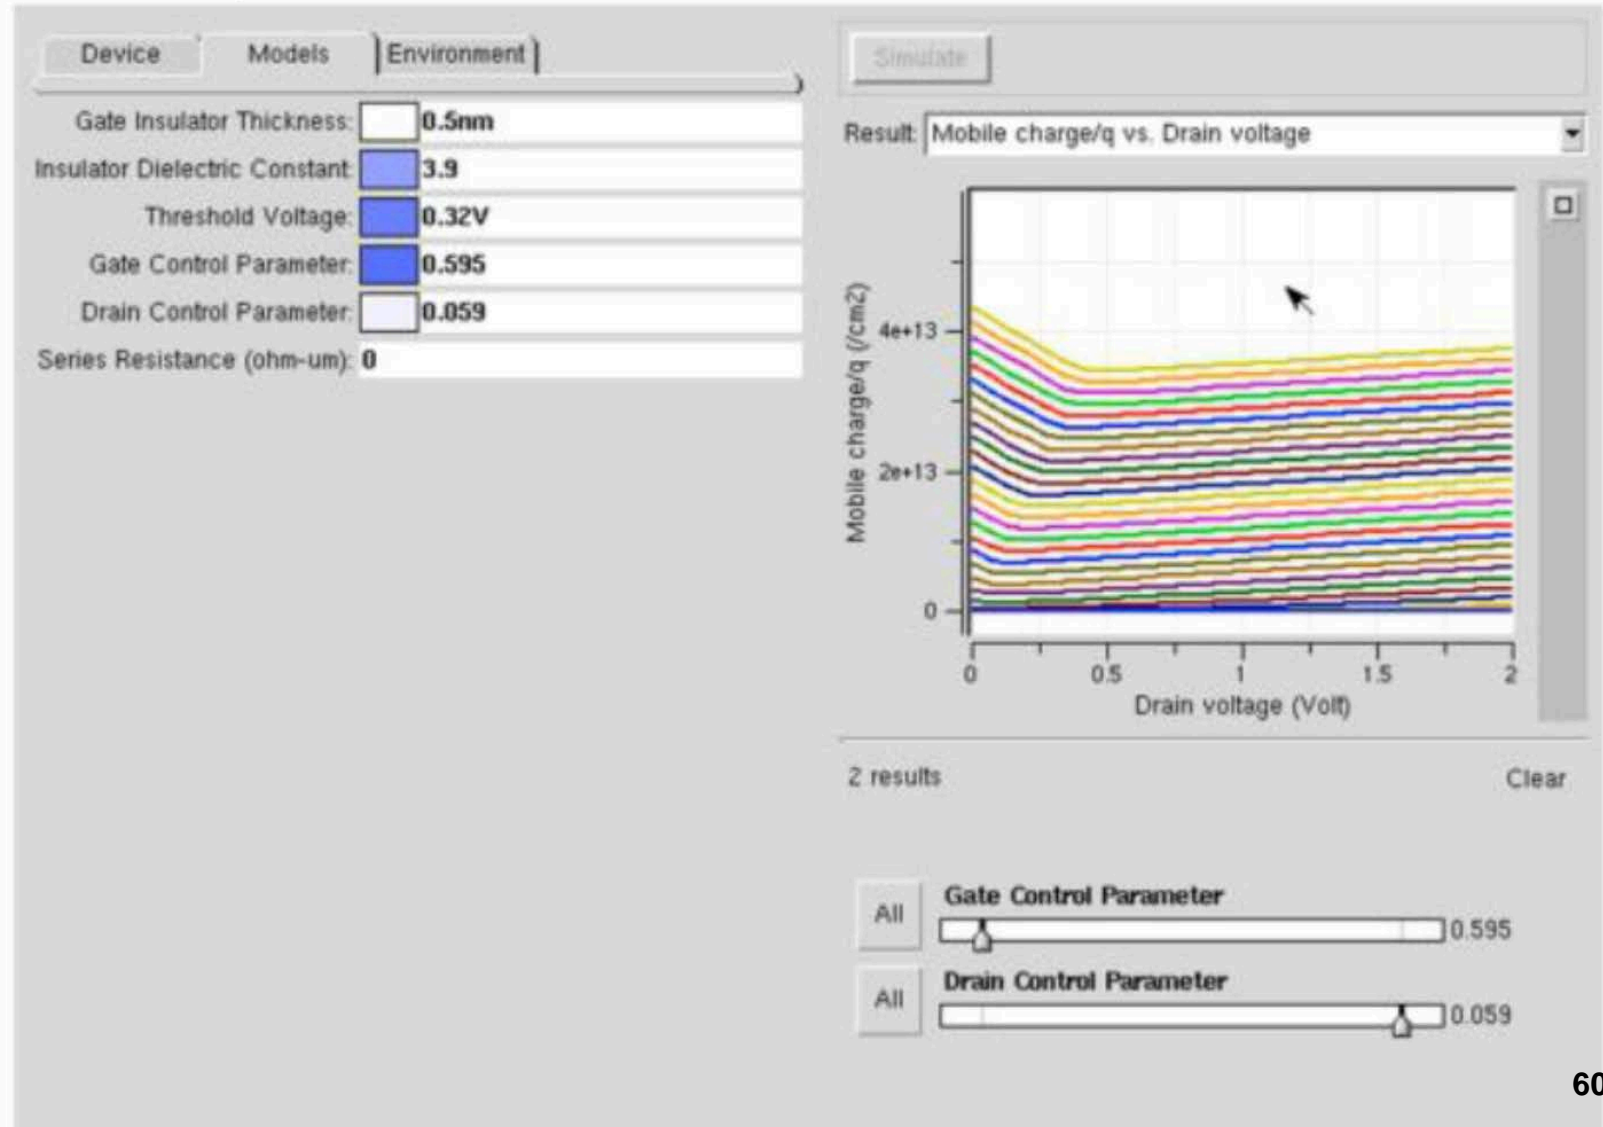 Device Models Environment
Gate Insulator Thickness: 0.5nm
Insulator Dielectric Constant: 3.9
Threshold Voltage: 0.32V
Gate Control Parameter: 0.595
Drain Control Parameter: 0.059
Series Resistance (ohm-um): 0
Simulate
Result: Mobile charge/q vs. Drain voltage
Mobile charge/q (/cm2)
4e+13
2e+13
0
0 0.5 1 1.5 2
Drain voltage (Volt)
2 results Clear
All Gate Control Parameter
0.595
All Drain Control Parameter
0.059
60